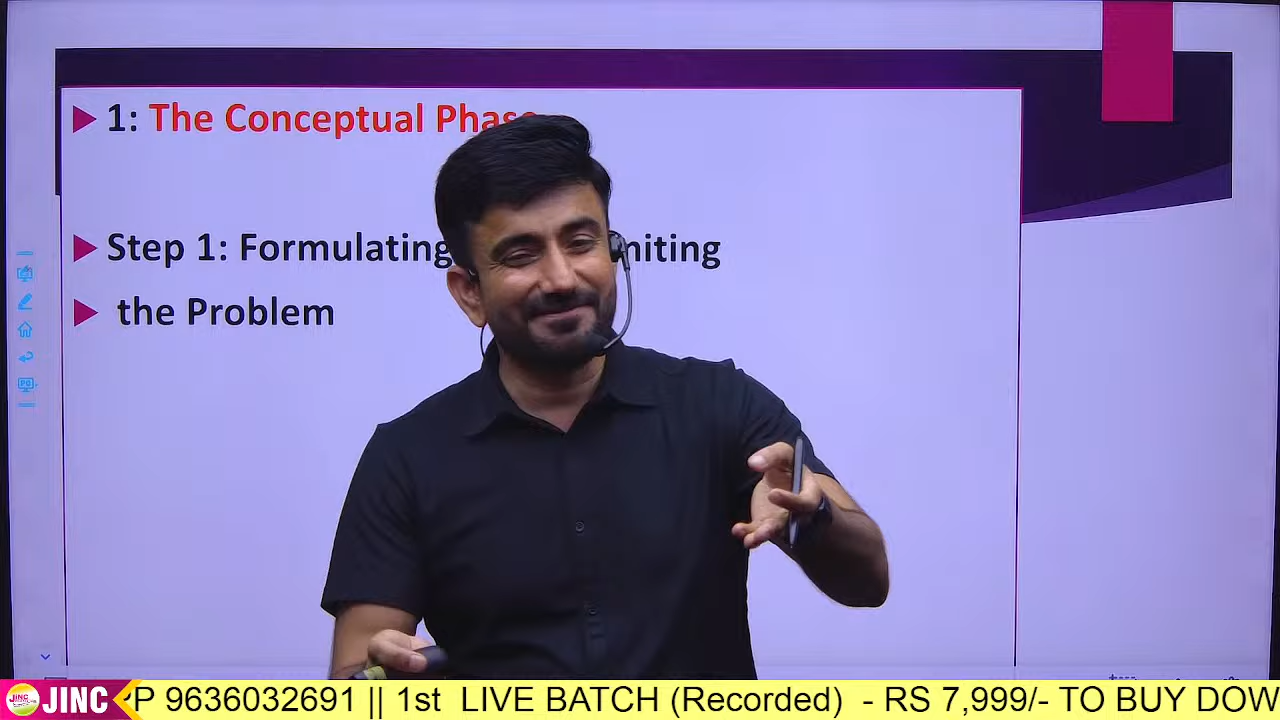 1: The Conceptual Phase
Step 1: Formulating niting
the Problem
JINC P 9636032691 || 1st LIVE BATCH (Recorded) - RS 7,999/- TO BUY DOW